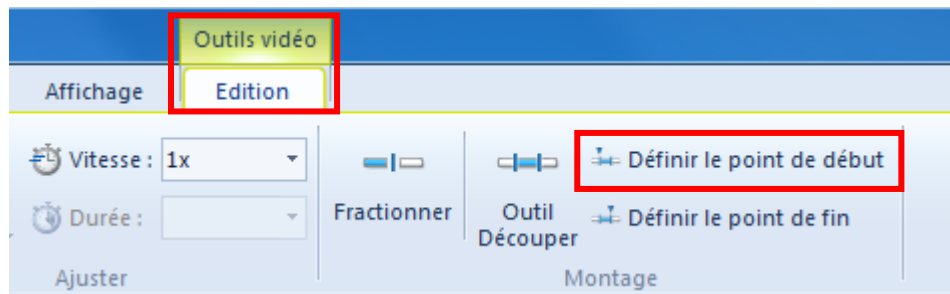 Outils vidéo
Affichage Edition
Vitesse : 1x
Durée :
Ajuster
Fractionner
Outil
Découper
Définir le point de début
Définir le point de fin
Montage